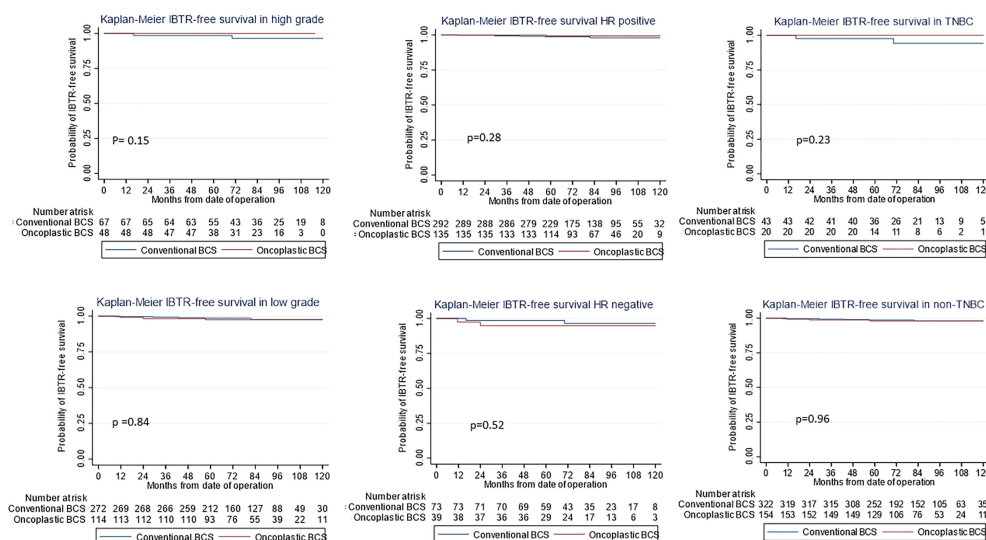 Kaplan-Meier IBTR-free survival in high grade
Probability of IBTR-free survival
1.00
0.75
0.50
0.25
0.00
P= 0.15
0 12 24 36 48 60 72 84 96 108 120
Months from date of operation
Number at risk
: Conventional BCS 67 67 65 64 63 55 43 36 25 19 8
Oncoplastic BCS 48 48 48 47 47 38 31 23 16 3 0
Conventional BCS Oncoplastic BCS
Kaplan-Meier IBTR-free survival HR positive
Probability of IBTR-free survival
1.00
0.75
0.50
0.25
0.00
p=0.28
0 12 24 36 48 60 72 84 96 108 120
Months from date of operation
Number at risk
Conventional BCS 292 289 288 286 279 229 175 138 95 55 32
: Oncoplastic BCS 135 135 135 133 133 114 93 67 46 20 9
Conventional BCS Oncoplastic BCS
Kaplan-Meier IBTR-free survival in TNBC
Probability of IBTR-free survival
1.00
0.75
0.50
0.25
0.00
p=0.23
0 12 24 36 48 60 72 84 96 108 120
Months from date of operation
Number at risk
Conventional BCS 43 43 42 41 40 36 26 21 13 9 5
Oncoplastic BCS 20 20 20 20 20 14 11 8 6 2 1
Conventional BCS Oncoplastic BCS
Kaplan-Meier IBTR-free survival in low grade
Probability of IBTR-free survival
1.00
0.75
0.50
0.25
0.00
p =0.84
0 12 24 36 48 60 72 84 96 108 120
Months from date of operation
Number at risk
Conventional BCS 272 269 268 266 259 212 160 127 88 49 30
Oncoplastic BCS 114 113 112 110 110 93 76 55 39 22 11
Conventional BCS Oncoplastic BCS
Kaplan-Meier IBTR-free survival HR negative
Probability of IBTR-free survival
1.00
0.75
0.50
0.25
0.00
p=0.52
0 12 24 36 48 60 72 84 96 108 120
Months from date of operation
Number at risk
: Conventional BCS 73 73 71 70 69 59 43 35 23 17 8
Oncoplastic BCS 39 38 37 36 36 29 24 17 13 6 3
Conventional BCS Oncoplastic BCS
Kaplan-Meier IBTR-free survival in non-TNBC
Probability of IBTR-free survival
1.00
0.75
0.50
0.25
0.00
p=0.96
0 12 24 36 48 60 72 84 96 108 120
Months from date of operation
Number at risk
Conventional BCS 322 319 317 315 308 252 192 152 105 63 35
Oncoplastic BCS 154 153 152 149 149 129 106 76 53 24 11
Conventional BCS Oncoplastic BCS